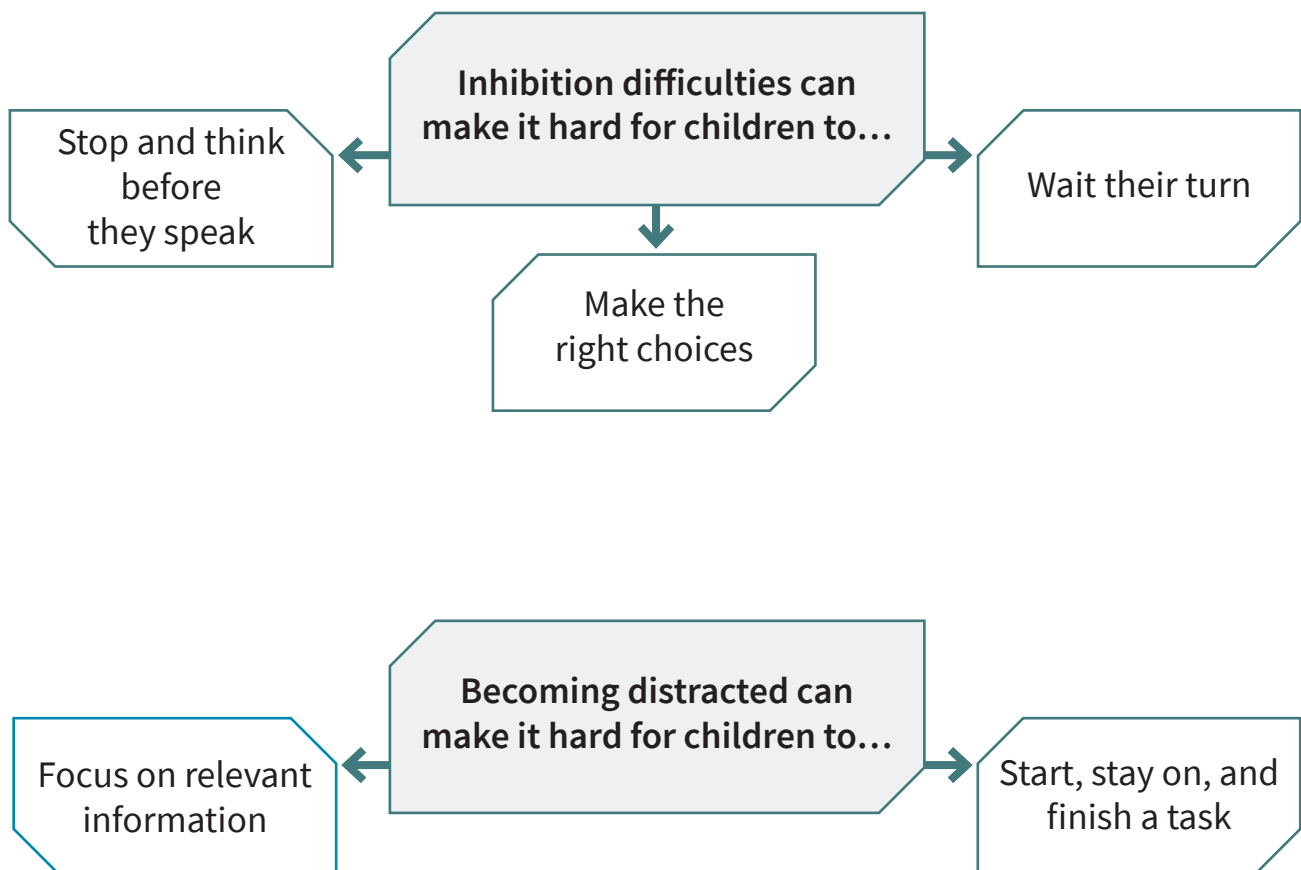 Inhibition difficulties can
make it hard for children to…
Stop and think
before
they speak
Wait their turn
Make the
right choices
Becoming distracted can
make it hard for children to…
Focus on relevant
information
Start, stay on, and
finish a task